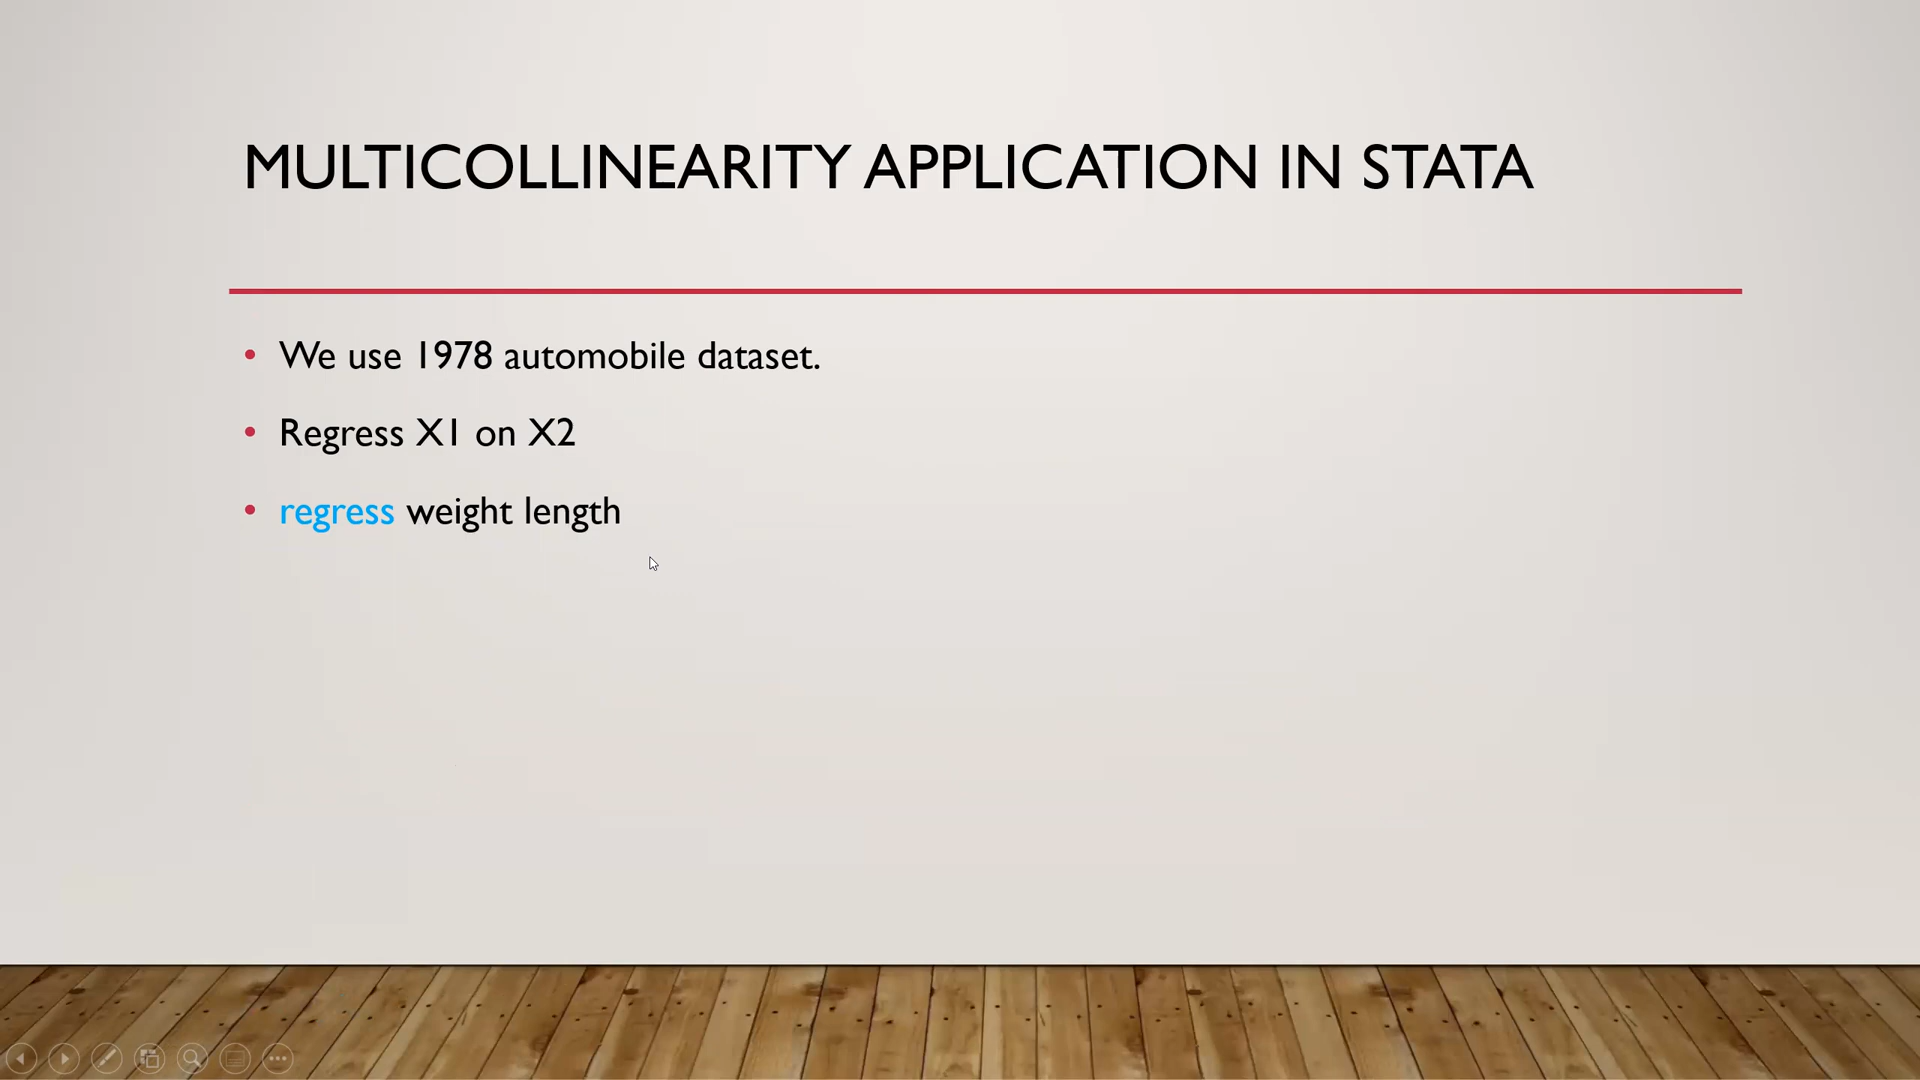 MULTICOLLINEARITY APPLICATION IN STATA
• We use 1978 automobile dataset.
• Regress X1 on X2
• regress weight length